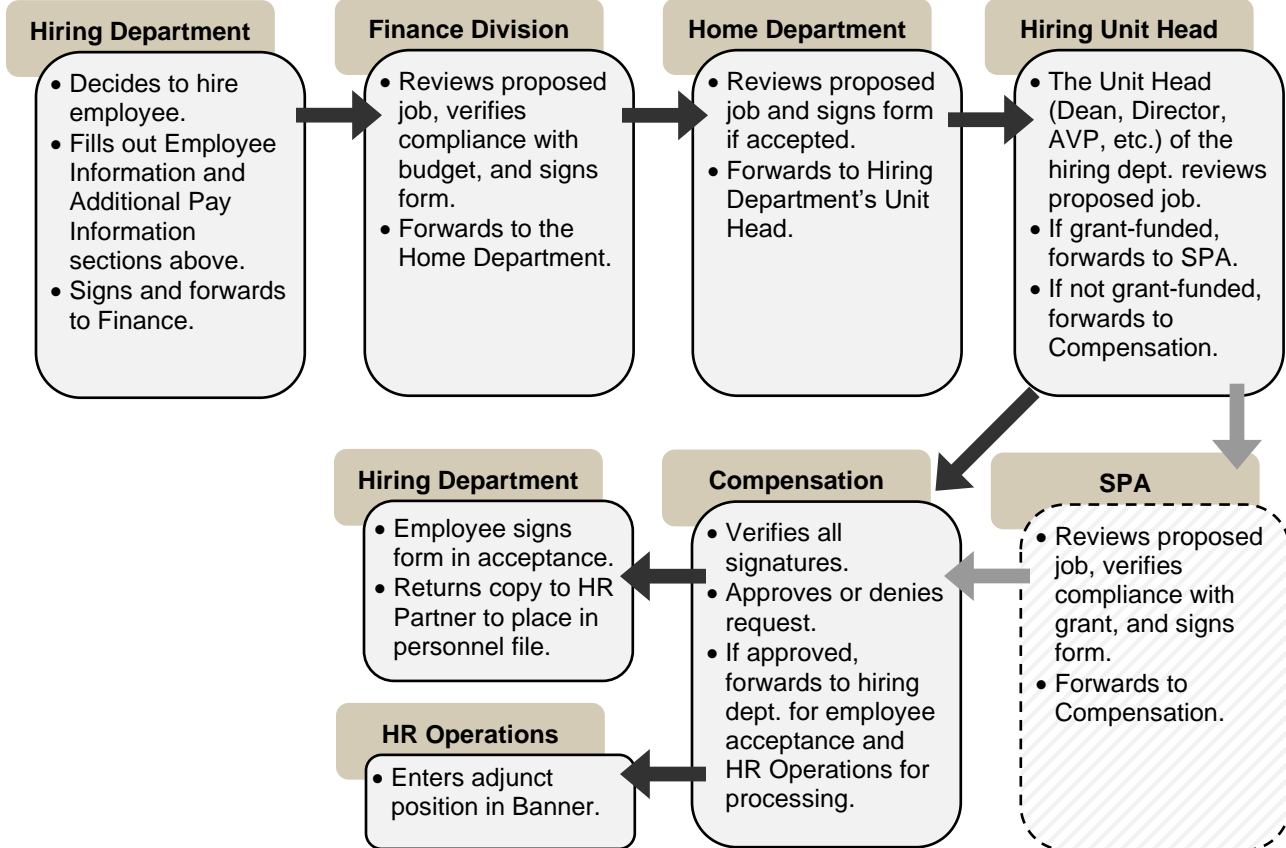 Hiring Department
• Decides to hire
employee.
• Fills out Employee
Information and
Additional Pay
Information
sections above.
• Signs and forwards
to Finance.
Finance Division
• Reviews proposed
job, verifies
compliance with
budget, and signs
form.
• Forwards to the
Home Department.
Home Department
• Reviews proposed
job and signs form
if accepted.
• Forwards to Hiring
Department’s Unit
Head.
Hiring Unit Head
• The Unit Head
(Dean, Director,
AVP, etc.) of the
hiring dept. reviews
proposed job.
• If grant-funded,
forwards to SPA.
• If not grant-funded,
forwards to
Compensation.
SPA
• Reviews proposed
job, verifies
compliance with
grant, and signs
form.
• Forwards to
Compensation.
Compensation
• Verifies all
signatures.
• Approves or denies
request.
• If approved,
forwards to hiring
dept. for employee
acceptance and
HR Operations for
processing.
Hiring Department
• Employee signs
form in acceptance.
• Returns copy to HR
Partner to place in
personnel file.
HR Operations
• Enters adjunct
position in Banner.